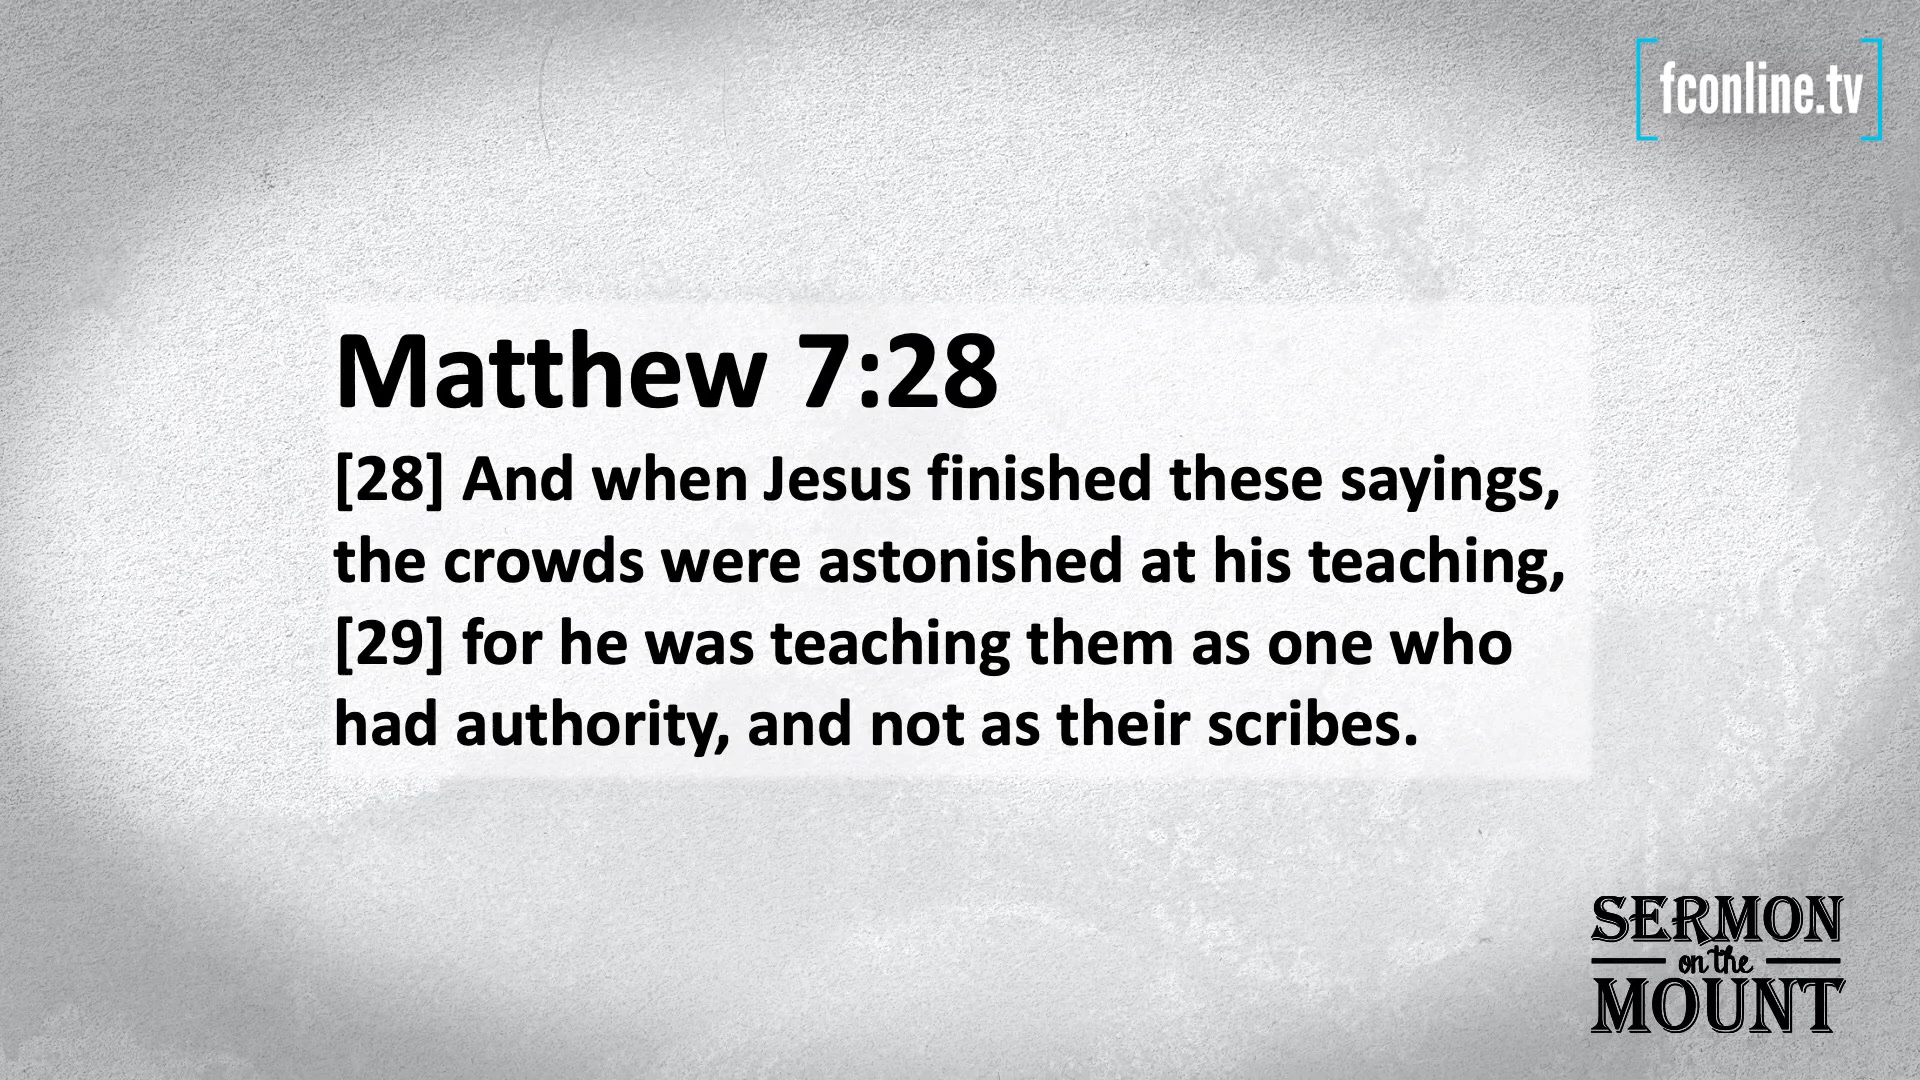 fconline.tv
Matthew 7:28
[28] And when Jesus finished these sayings,
the crowds were astonished at his teaching,
[29] for he was teaching them as one who
had authority, and not as their scribes.
SERMON
on the
MOUNT